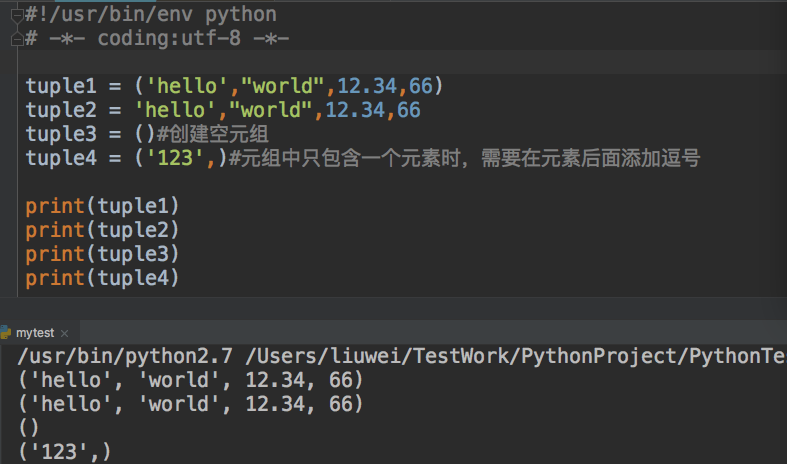 #!/usr/bin/env python
# -*- coding:utf-8 -*-
tuple1 = ('hello',"world",12.34,66)
tuple2 = 'hello',"world",12.34,66
tuple3 = ()#创建空元组
tuple4 = ('123',)#元组中只包含一个元素时，需要在元素后面添加逗号
print(tuple1)
print(tuple2)
print(tuple3)
print(tuple4)
mytest
/usr/bin/python2.7 /Users/liuwei/TestWork/PythonProject/PythonTe
('hello', 'world', 12.34, 66)
('hello', 'world', 12.34, 66)
()
('123',)